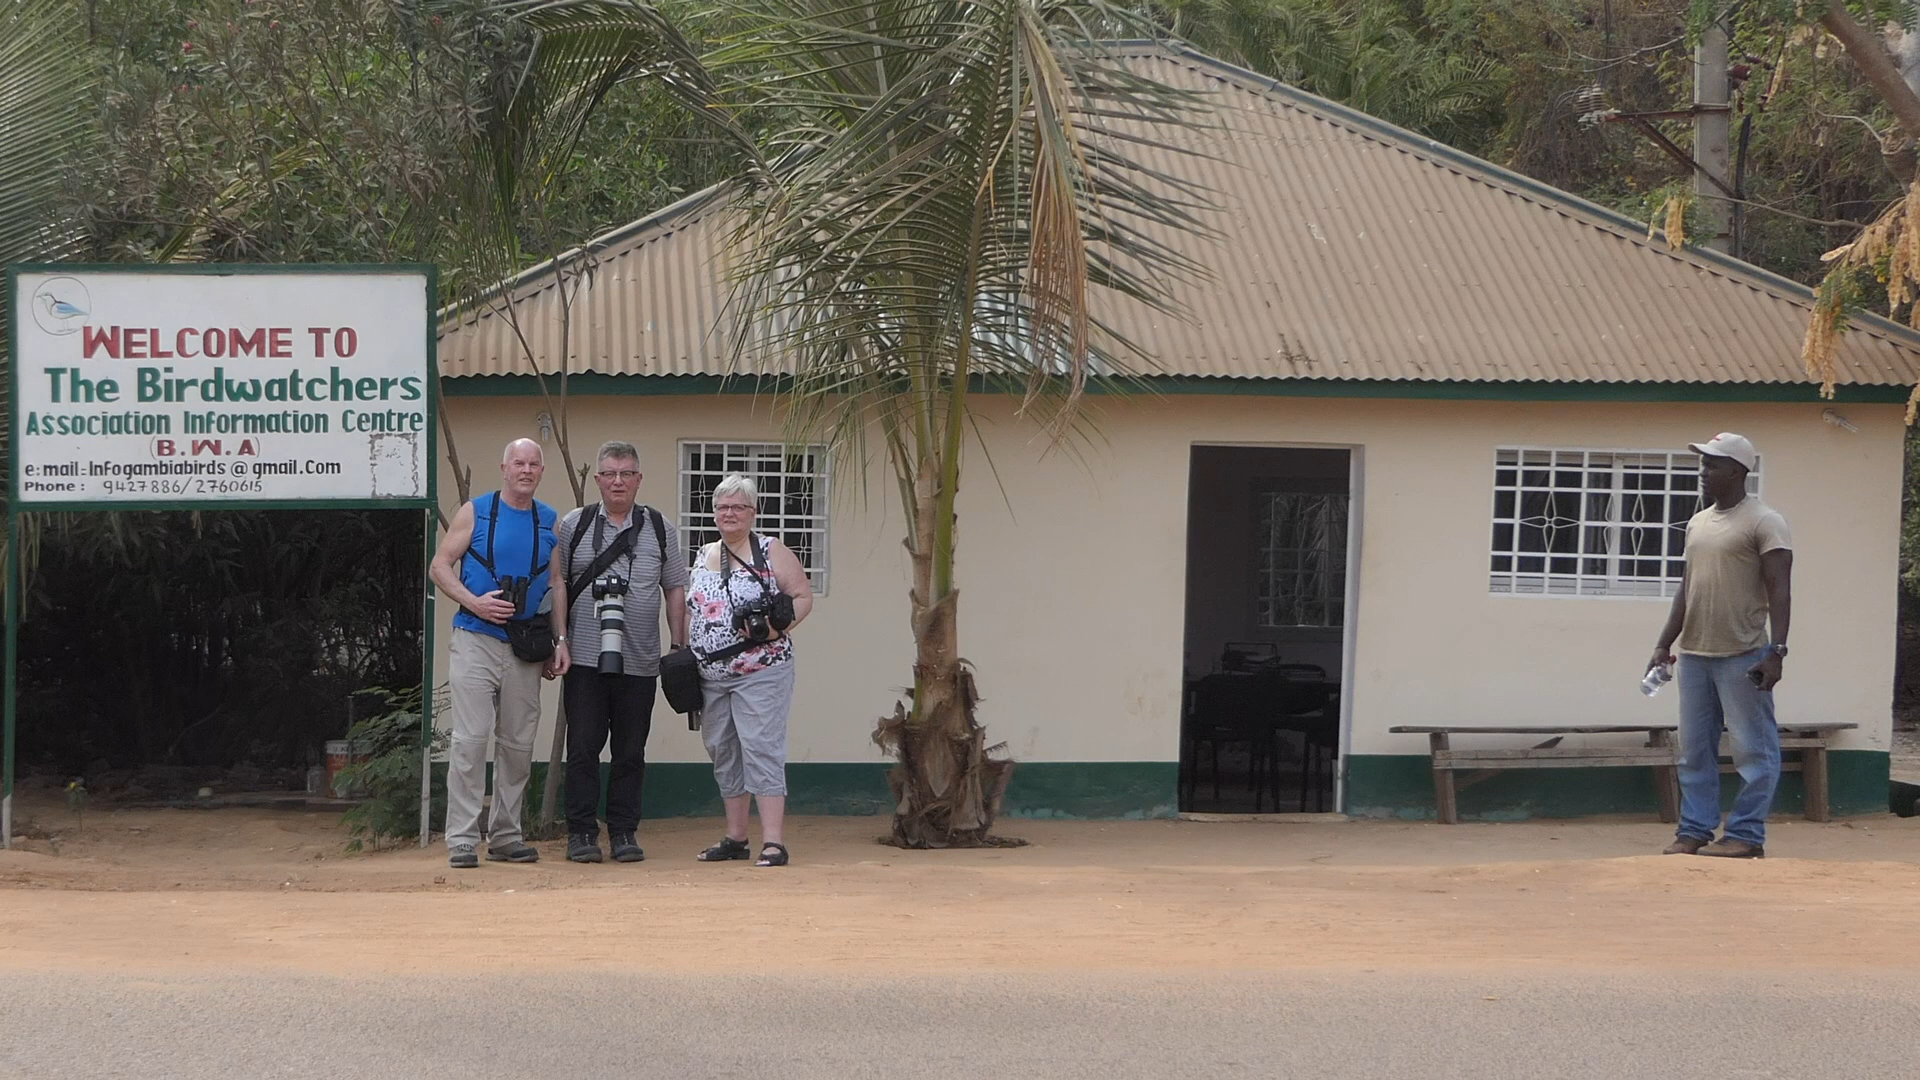 WELCOME TO
The Birdwatchers
Association Information Centre
(B.W.A)
e:mail:Infogambiabirds@gmail.Com
Phone: 9427886/2760615